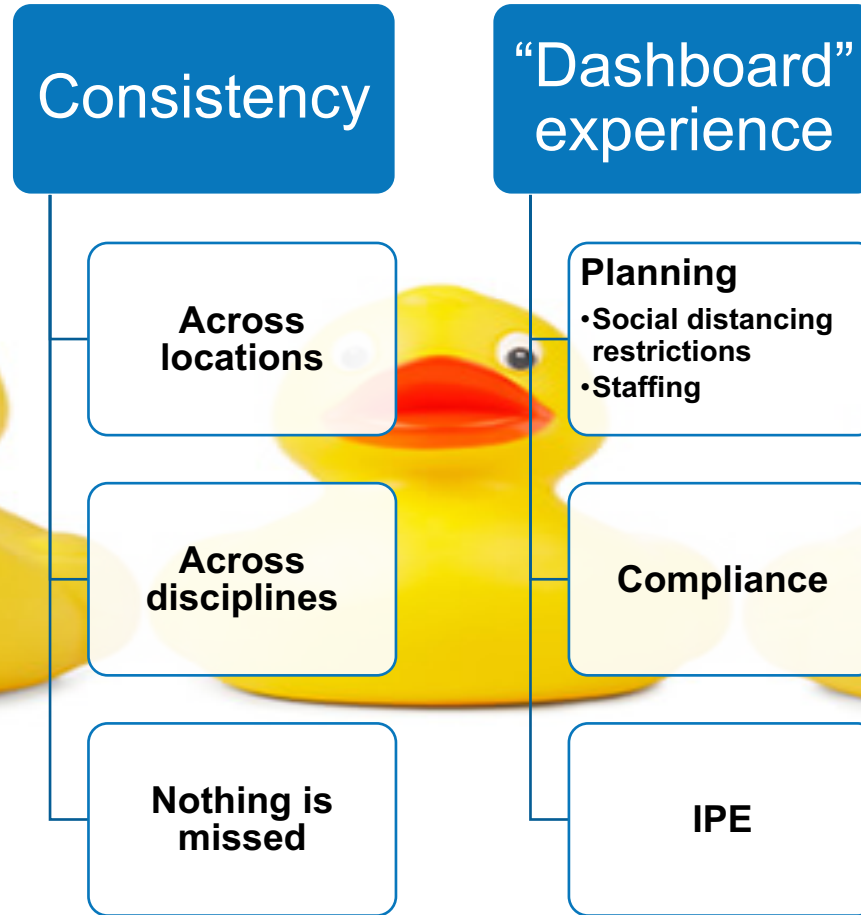 Consistency
Across
locations
Across
disciplines
Nothing is
missed
“Dashboard”
experience
Planning
•Social distancing
restrictions
•Staffing
Compliance
IPE